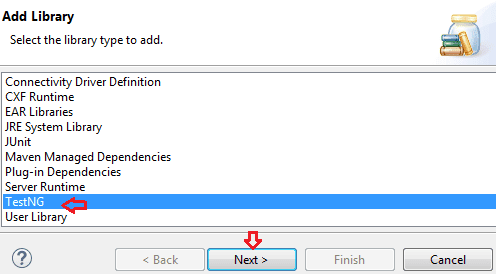 Add Library
Select the library type to add.
Connectivity Driver Definition
CXF Runtime
EAR Libraries
JRE System Library
JUnit
Maven Managed Dependencies
Plug-in Dependencies
Server Runtime
TestNG
User Library
?
< Back
Next >
Finish
Cancel